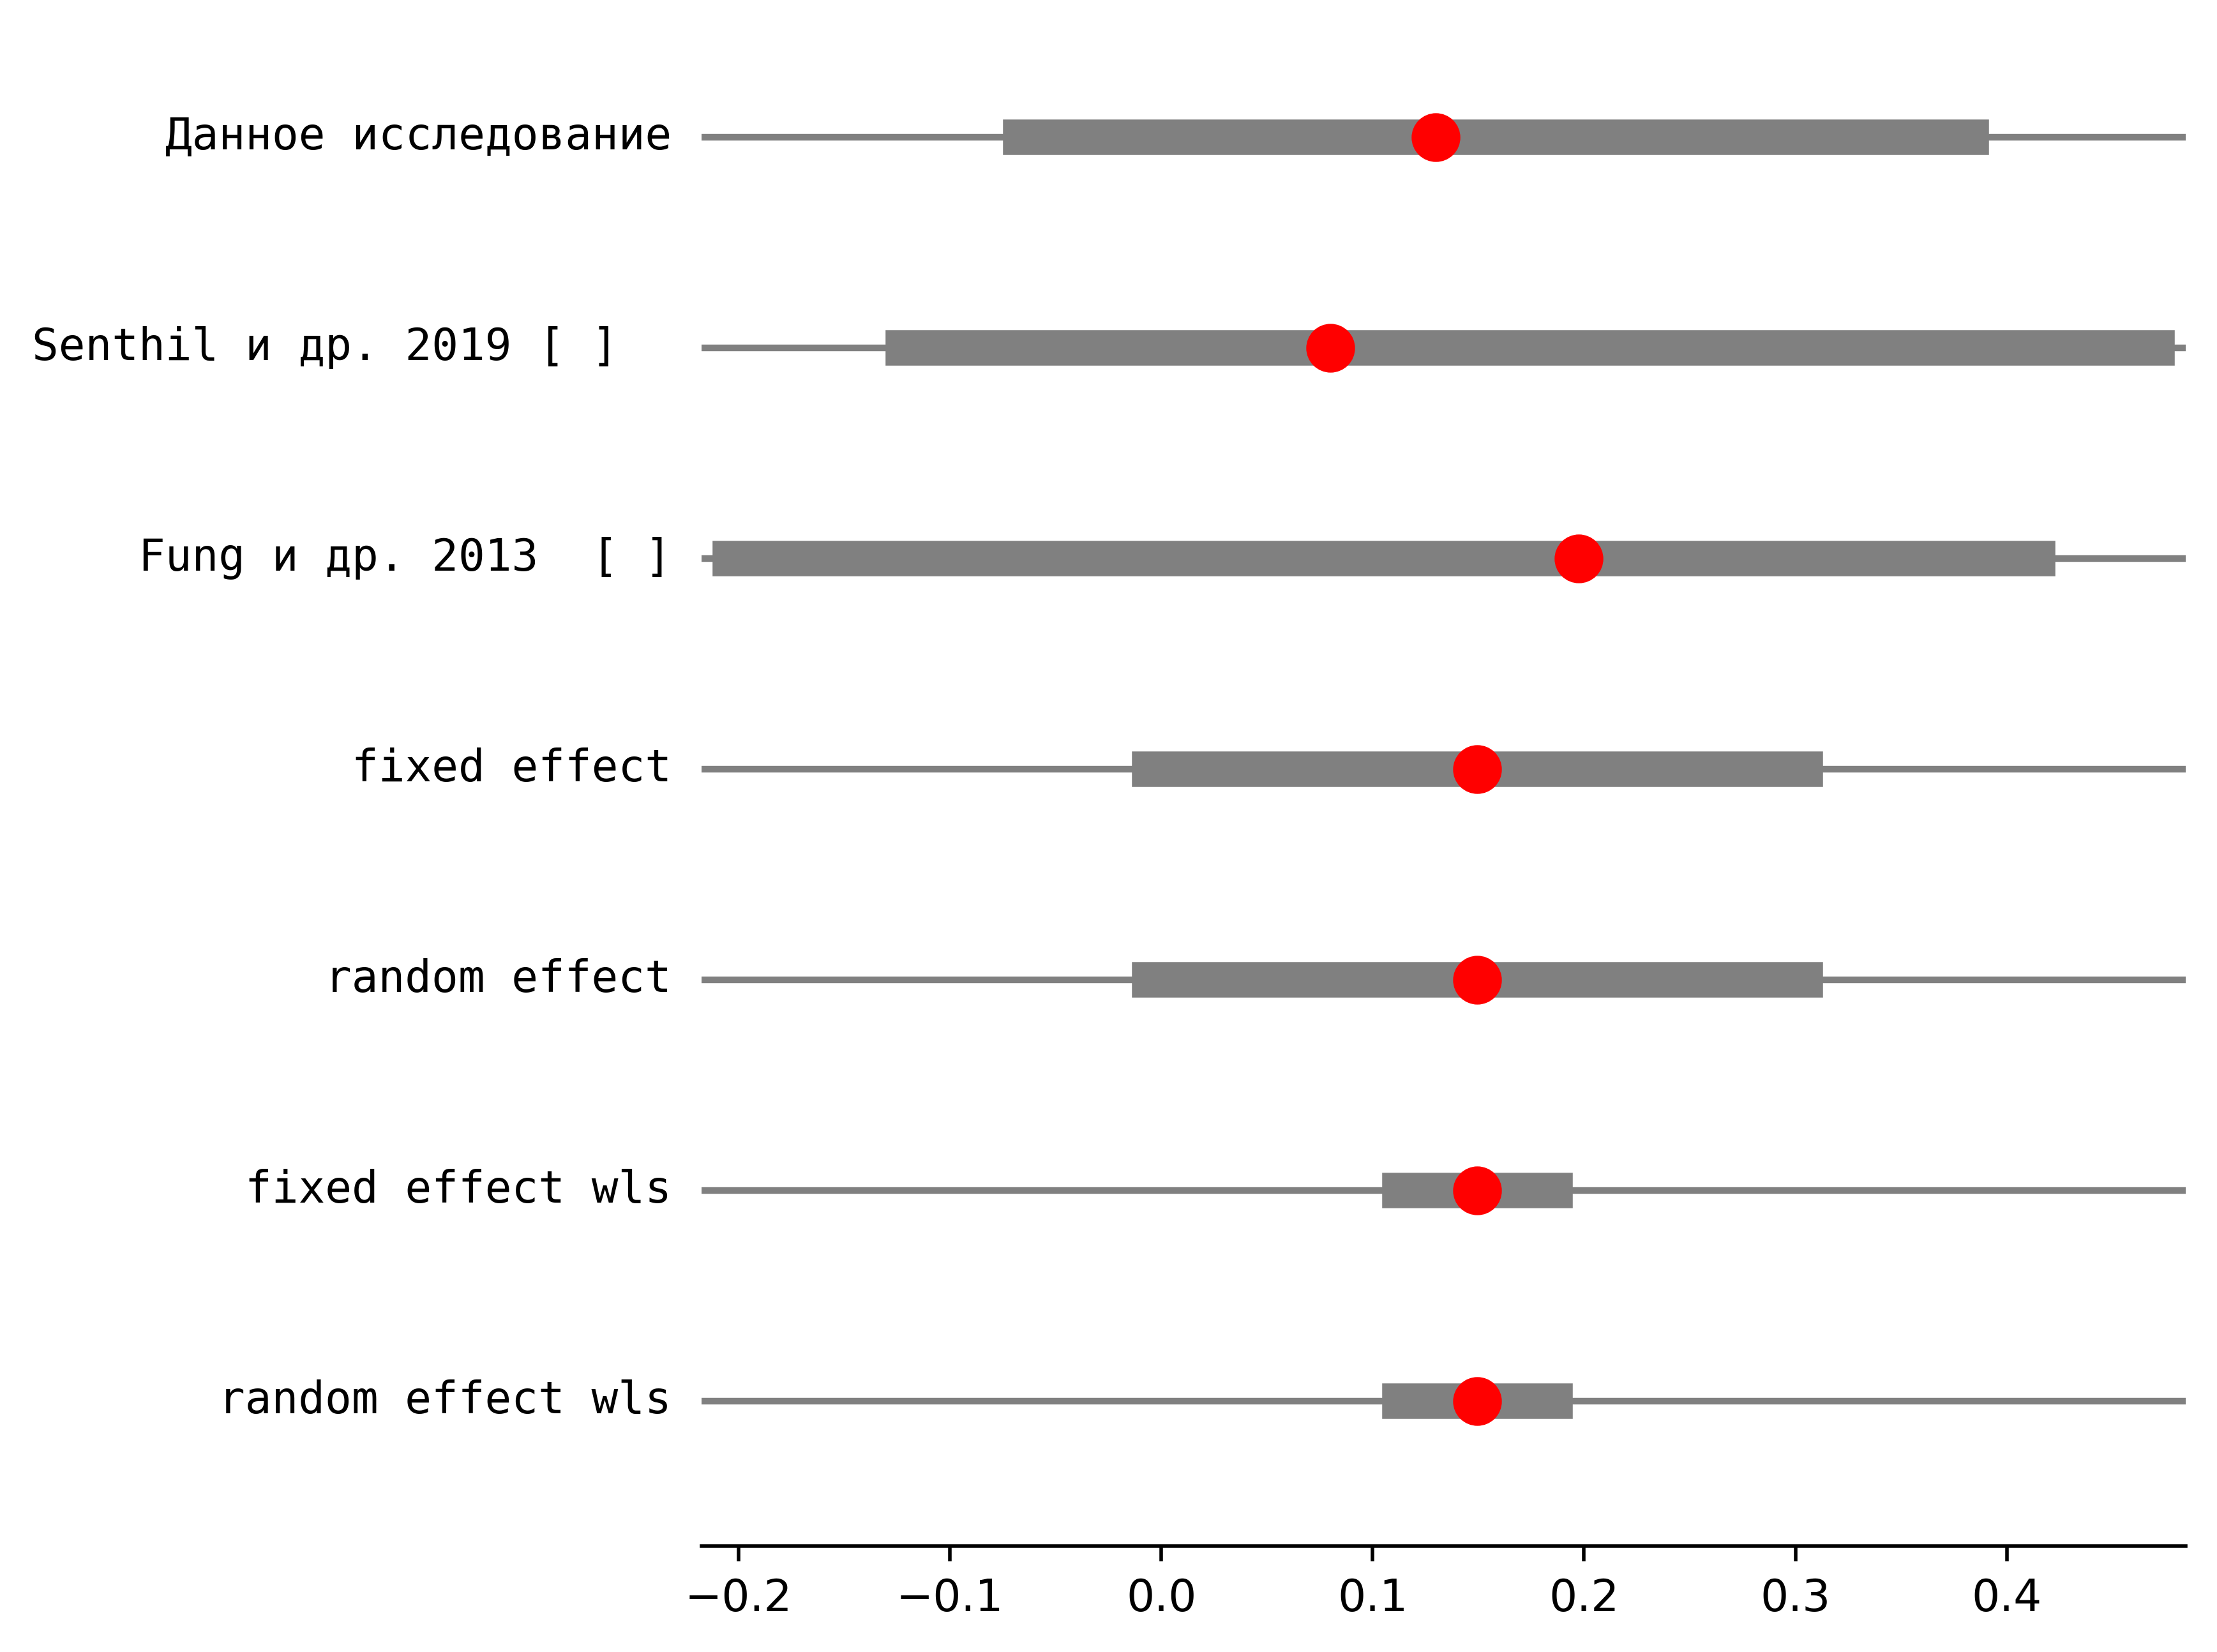 Данное исследование
Senthil и др. 2019 [ ]
Fung и др. 2013  [ ]
fixed effect
random effect
fixed effect wls
random effect wls
−0.2 −0.1 0.0 0.1 0.2 0.3 0.4